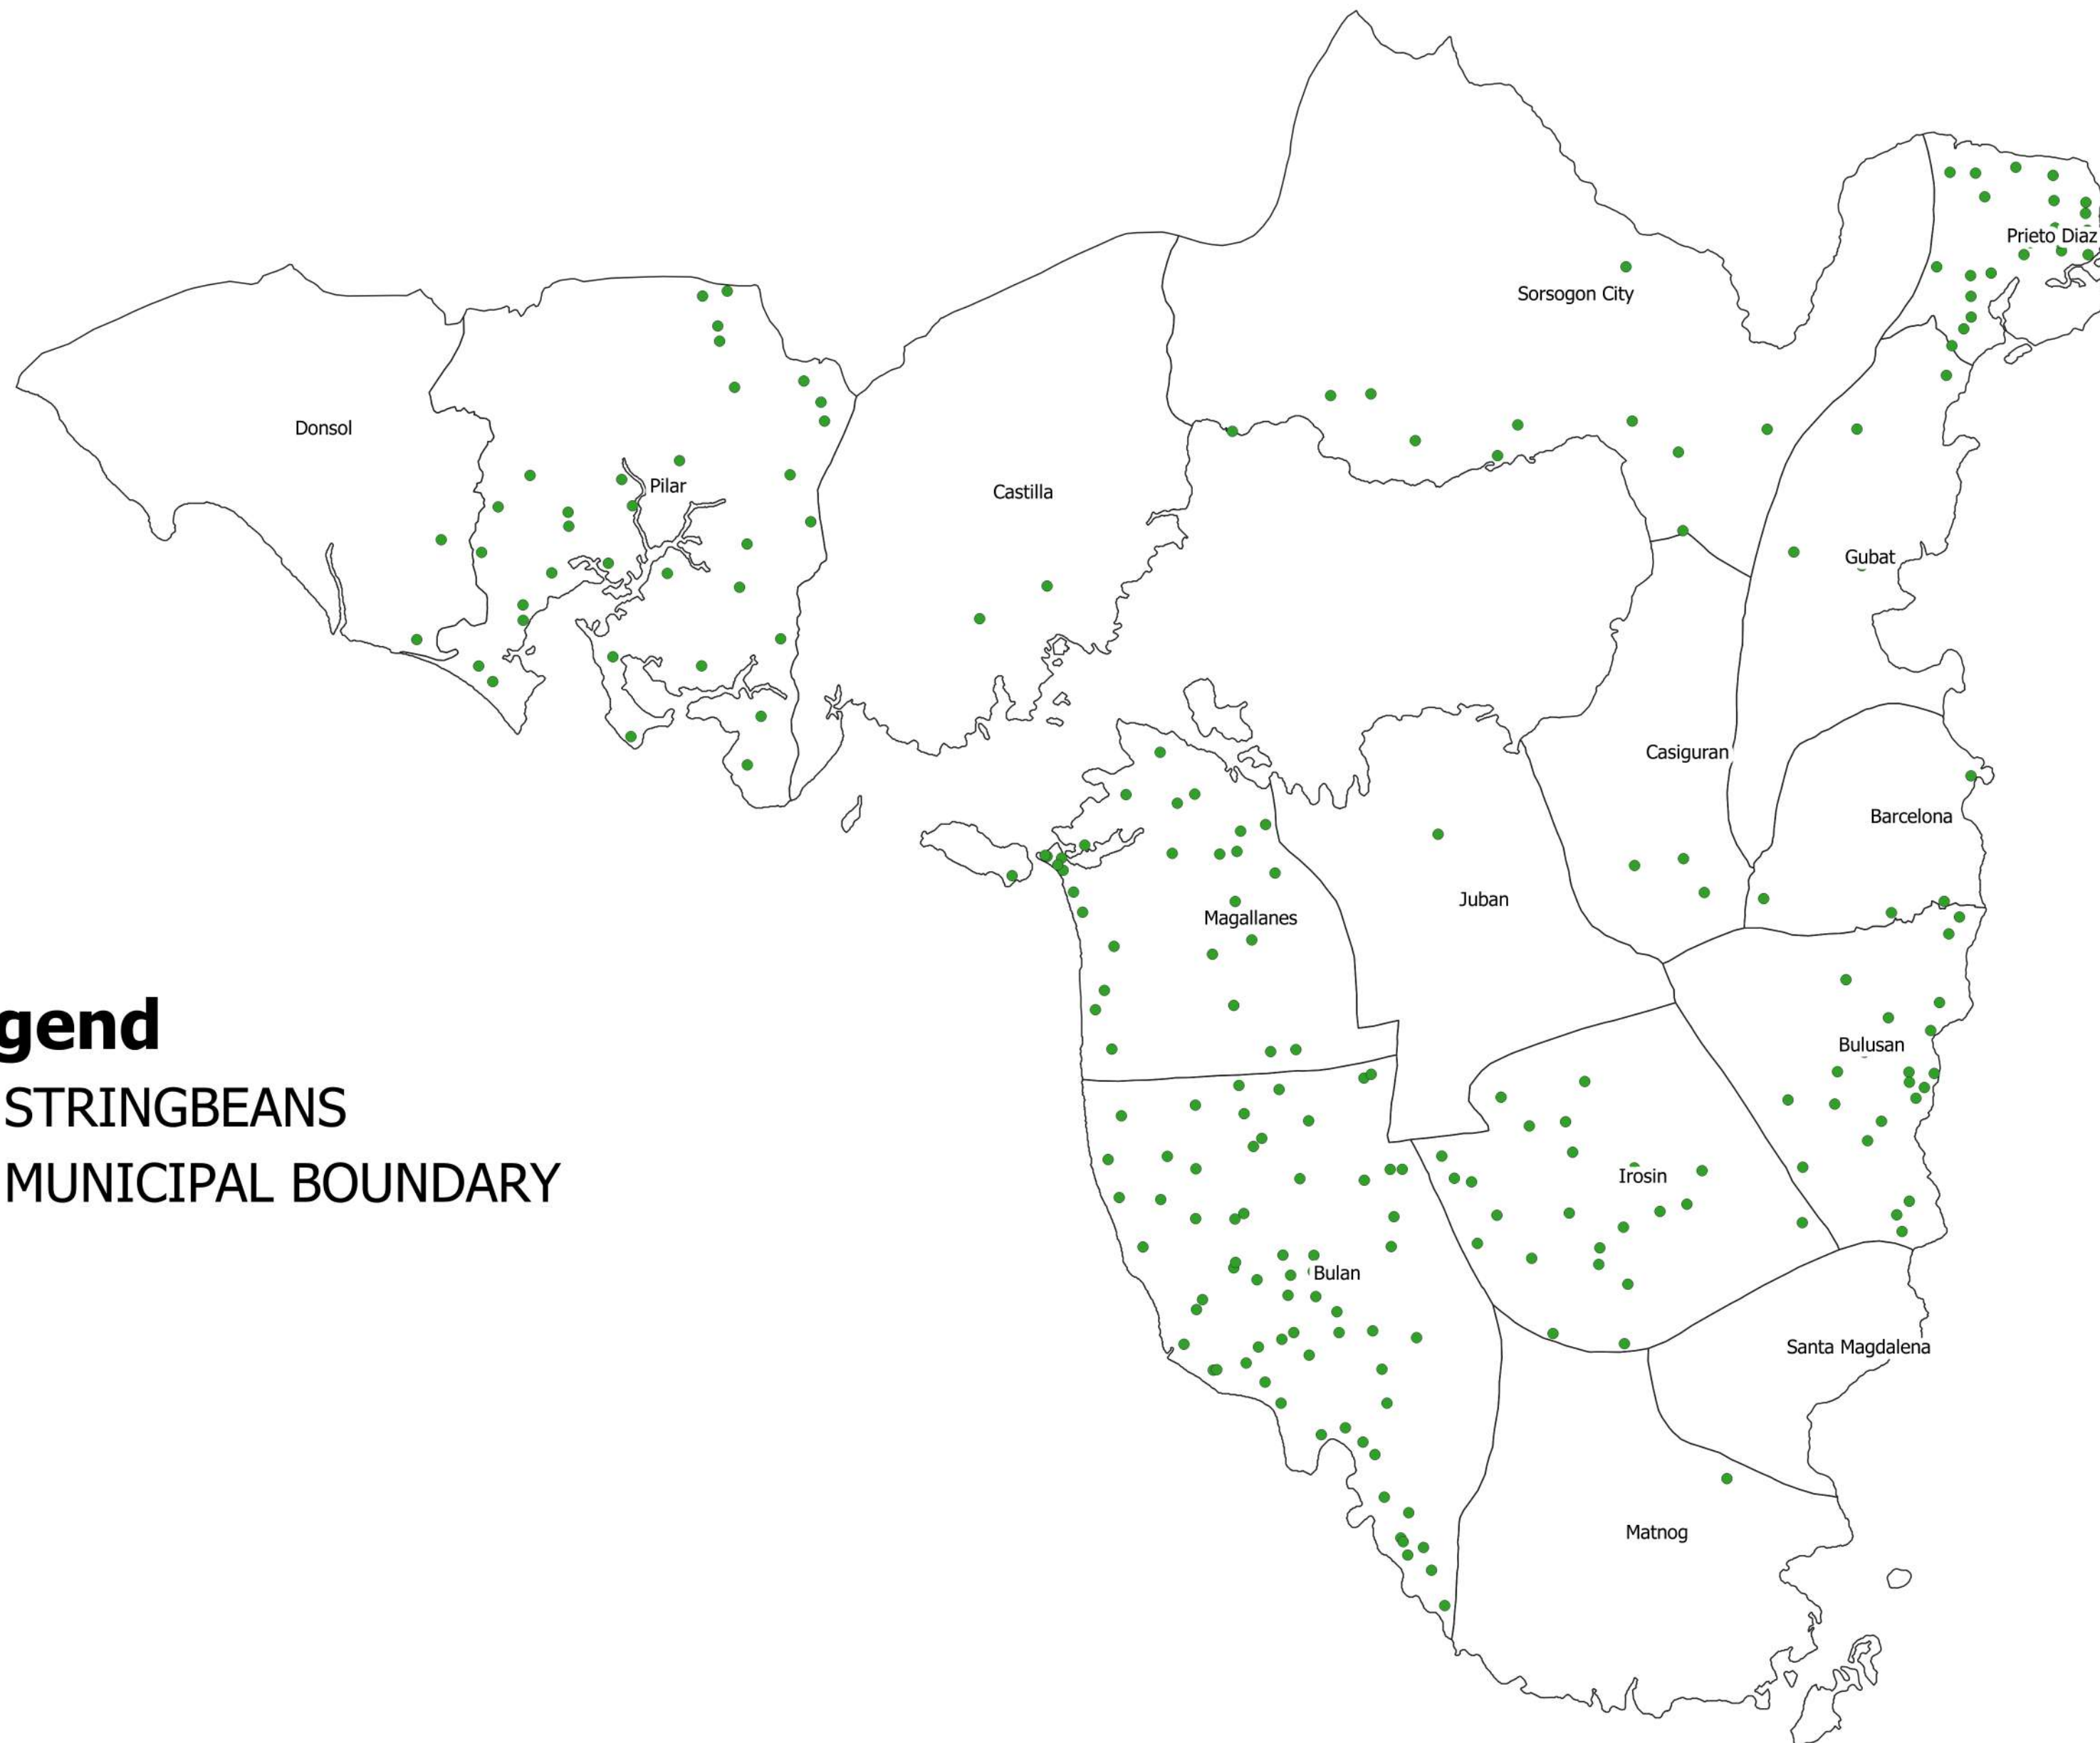 Prieto Diaz
Sorsogon City
Donsol
Pilar
Castilla
Gubat
Casiguran
Barcelona
Juban
Magallanes
gend
Bulusan
STRINGBEANS
MUNICIPAL BOUNDARY
Irosin
Bulan
Santa Magdalena
Matnog